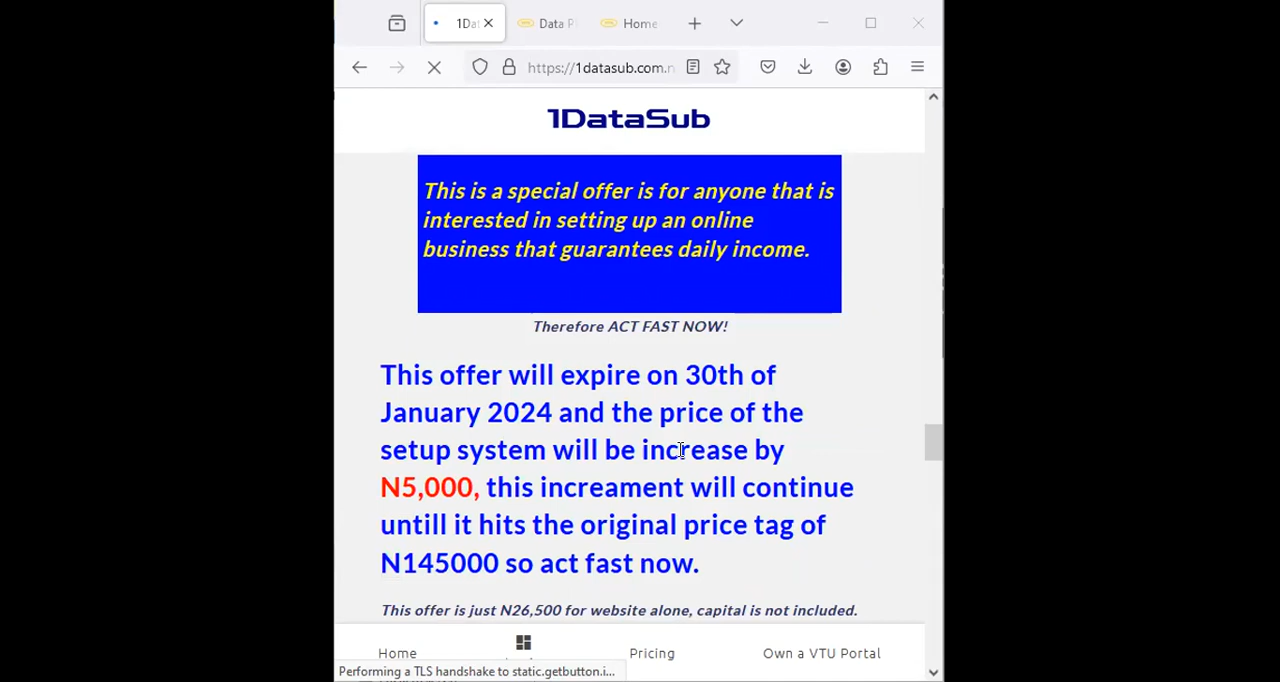 1Da
Data P
Home
https://1datasub.com.n
1DataSub
This is a special offer is for anyone that is
interested in setting up an online
business that guarantees daily income.
Therefore ACT FAST NOW!
This offer will expire on 30th of
January 2024 and the price of the
setup system will be increase by
N5,000, this increament will continue
untill it hits the original price tag of
N145000 so act fast now.
This offer is just N26,500 for website alone, capital is not included.
Home
Pricing
Own a VTU Portal
Performing a TLS handshake to static.getbutton.i...